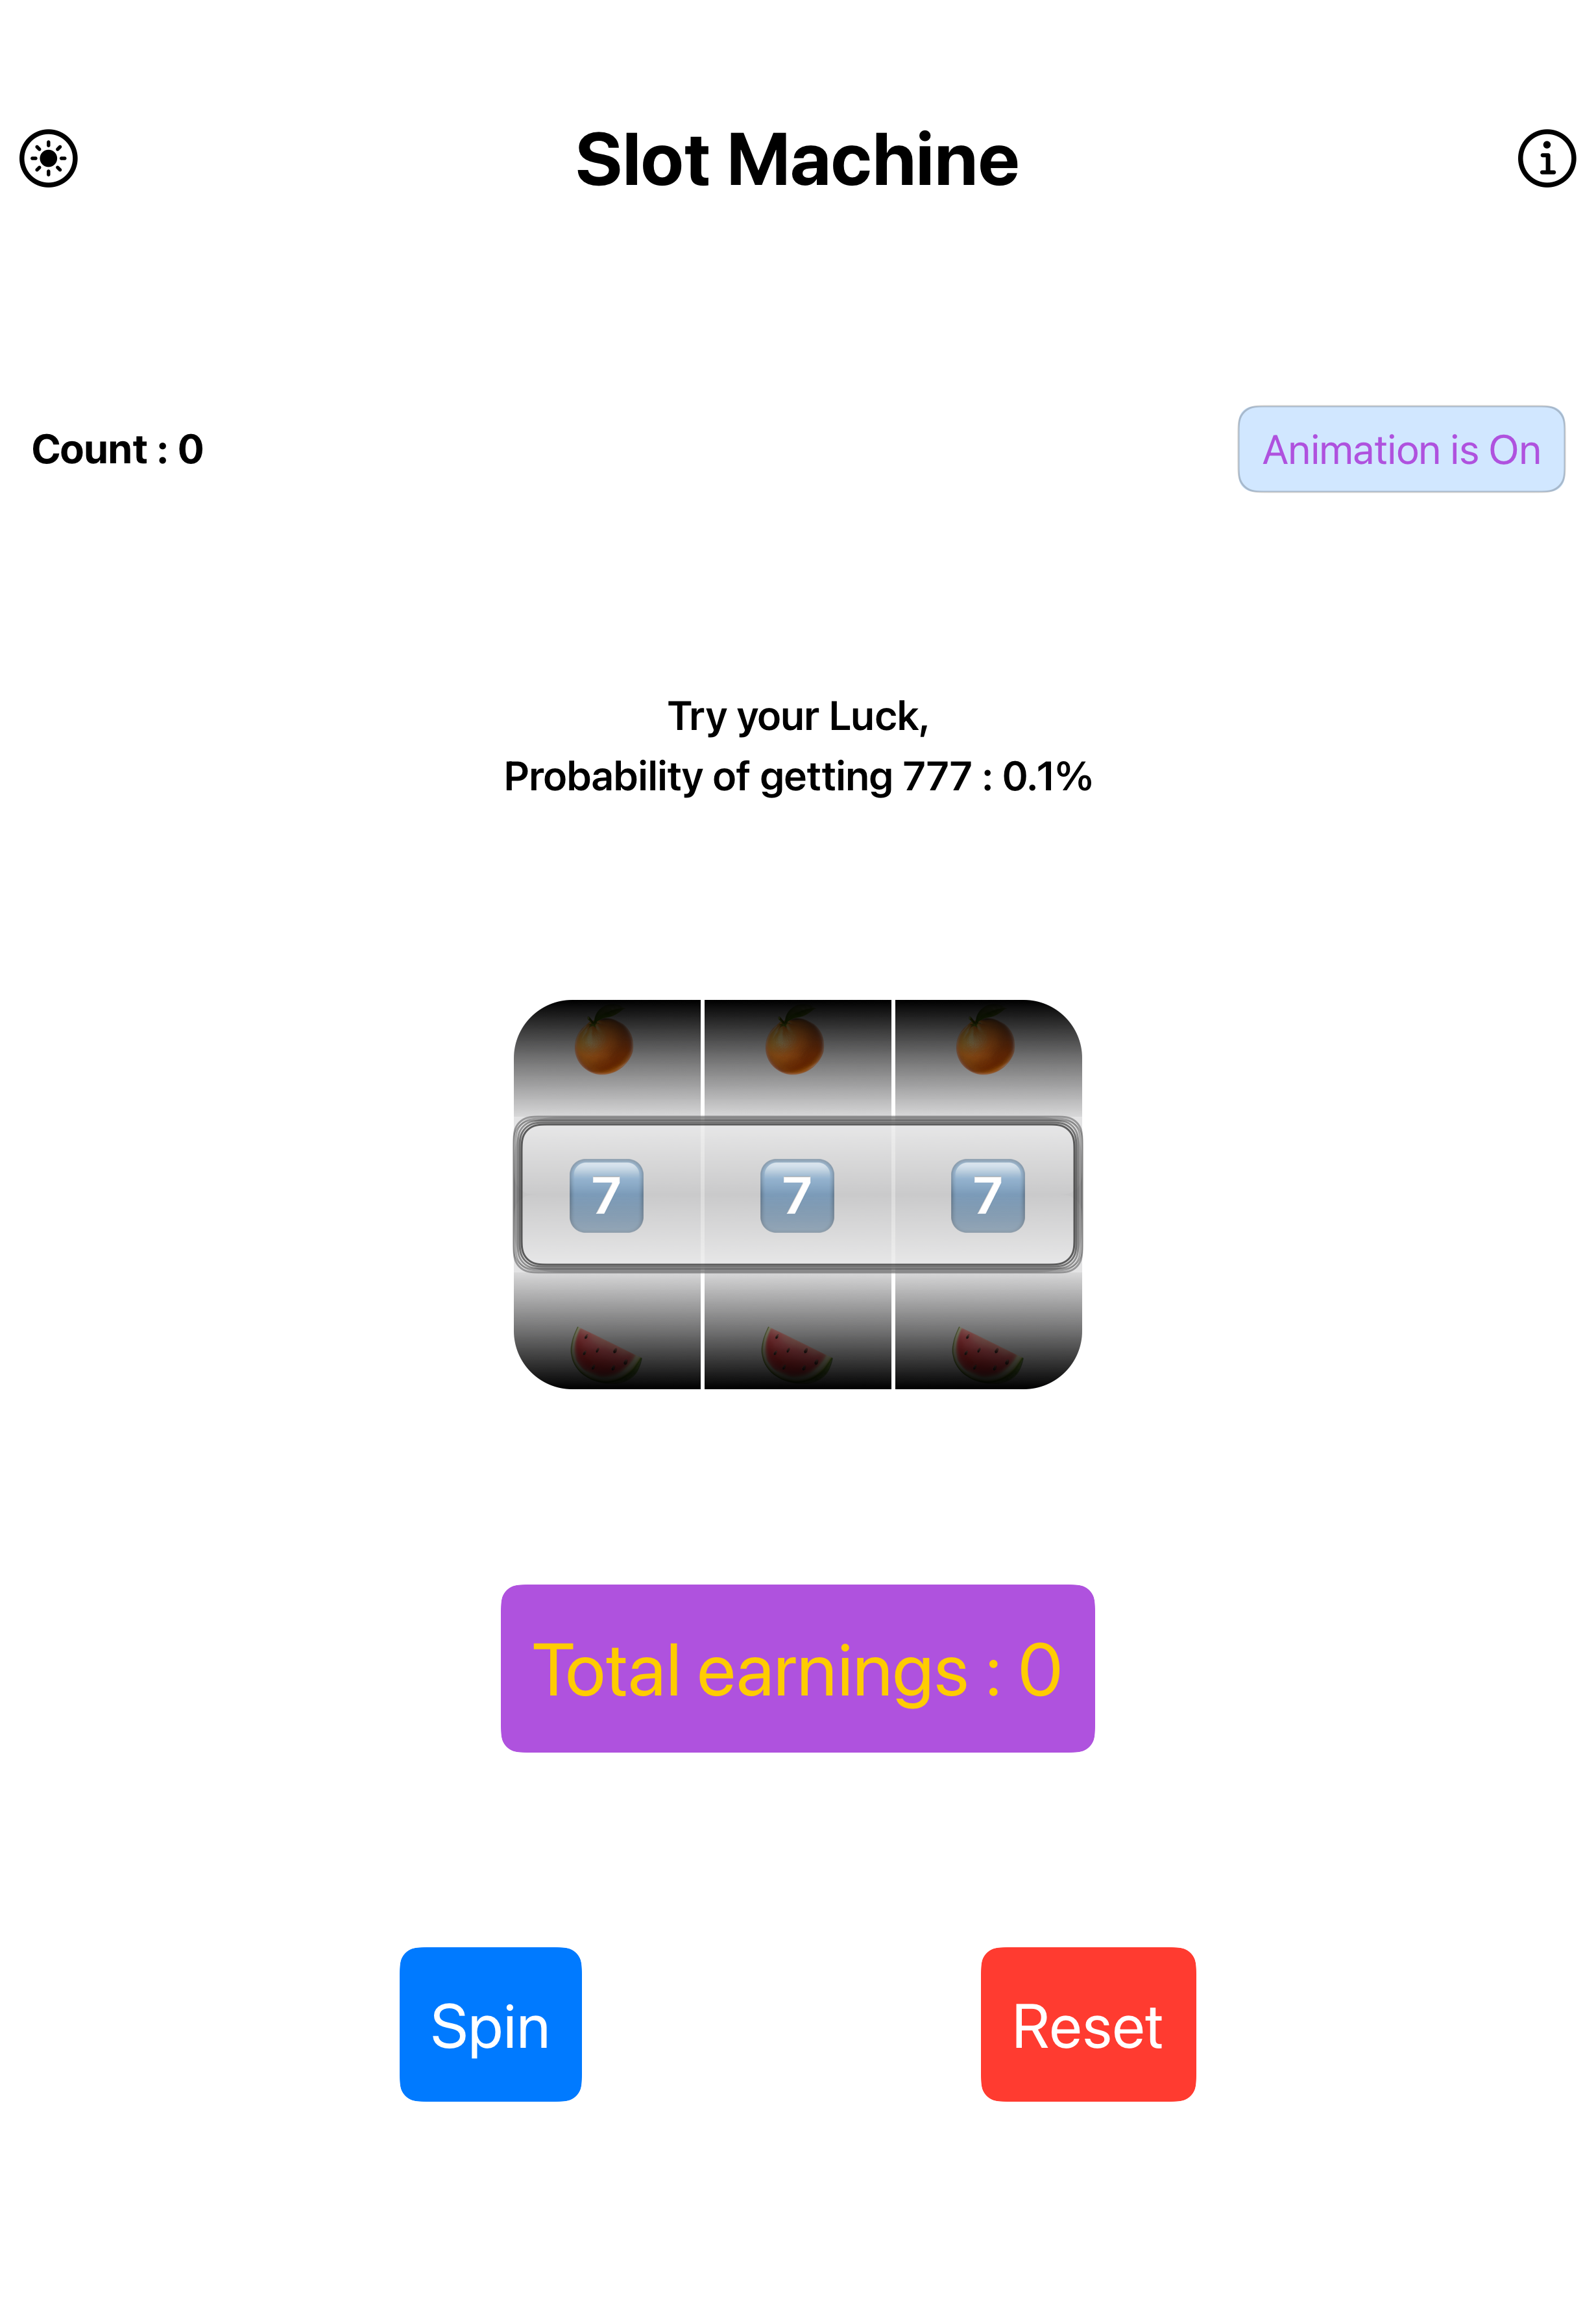 Slot Machine
Count : 0
Animation is On
Try your Luck,
Probability of getting 777 : 0.1%
7 7 7
Total earnings : 0
Spin
Reset